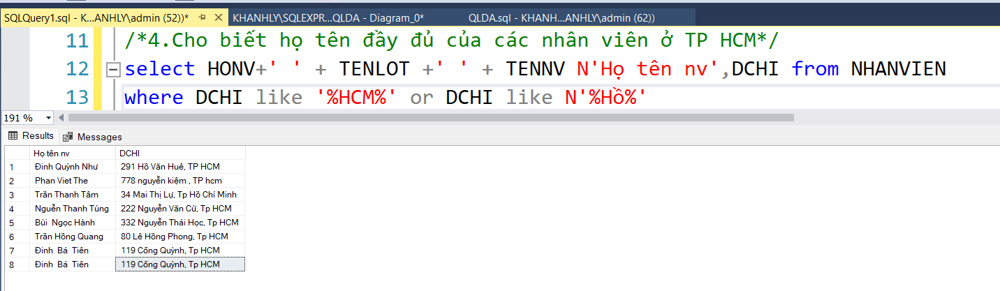 SQLQuery1.sql - K...ANHLY\admin (52))* KHANHLY\SQLEXPR...QLDA - Diagram_0* QLDA.sql - KHANH...ANHLY\admin (62))
11 /*4.Cho biết họ tên đầy đủ của các nhân viên ở TP HCM*/
12 select HONV+' ' + TENLOT +' ' + TENNV N'Họ tên nv',DCHI from NHANVIEN
13 where DCHI like '%HCM%' or DCHI like N'%Hồ%'
191 %
Results Messages
Họ tên nv DCHI
1 Đinh Quỳnh Như 291 Hồ Văn Huê, TP HCM
2 Phan Viet The 778 nguyễn kiệm , TP hcm
3 Trần Thanh Tâm 34 Mai Thị Lự, Tp Hồ Chí Minh
4 Nguễn Thanh Tùng 222 Nguyễn Văn Cừ, Tp HCM
5 Bùi  Ngọc Hành 332 Nguyễn Thái Học, Tp HCM
6 Trần Hồng Quang 80 Lê Hồng Phong, Tp HCM
7 Đinh  Bá  Tiên 119 Cống Quỳnh, Tp HCM
8 Đinh  Bá  Tiên 119 Cống Quỳnh, Tp HCM